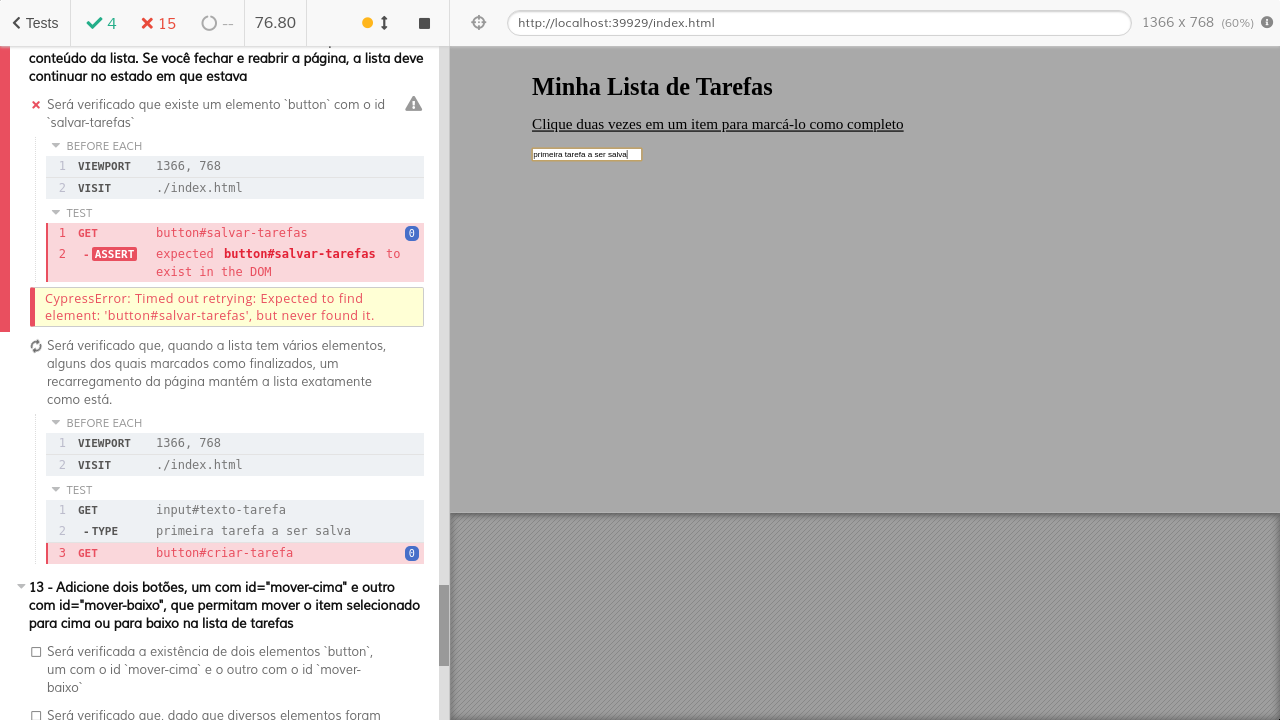 Tests
4
15
--
76.80
http://localhost:39929/index.html
1366 x 768 (60%)
conteúdo da lista. Se você fechar e reabrir a página, a lista deve
continuar no estado em que estava
Será verificado que existe um elemento `button` com o id
`salvar-tarefas`
BEFORE EACH
1 VIEWPORT 1366, 768
2 VISIT ./index.html
TEST
1 GET button#salvar-tarefas 0
2 -ASSERT expected button#salvar-tarefas to
exist in the DOM
CypressError: Timed out retrying: Expected to find
element: 'button#salvar-tarefas', but never found it.
Será verificado que, quando a lista tem vários elementos,
alguns dos quais marcados como finalizados, um
recarregamento da página mantém a lista exatamente
como está.
BEFORE EACH
1 VIEWPORT 1366, 768
2 VISIT ./index.html
TEST
1 GET input#texto-tarefa
2 -TYPE primeira tarefa a ser salva
3 GET button#criar-tarefa 0
13 - Adicione dois botões, um com id="mover-cima" e outro
com id="mover-baixo", que permitam mover o item selecionado
para cima ou para baixo na lista de tarefas
Será verificada a existência de dois elementos `button`,
um com o id `mover-cima` e o outro com o id `mover-
baixo`
Será verificado que, dado que diversos elementos foram
Minha Lista de Tarefas
Clique duas vezes em um item para marcá-lo como completo
primeira tarefa a ser salva